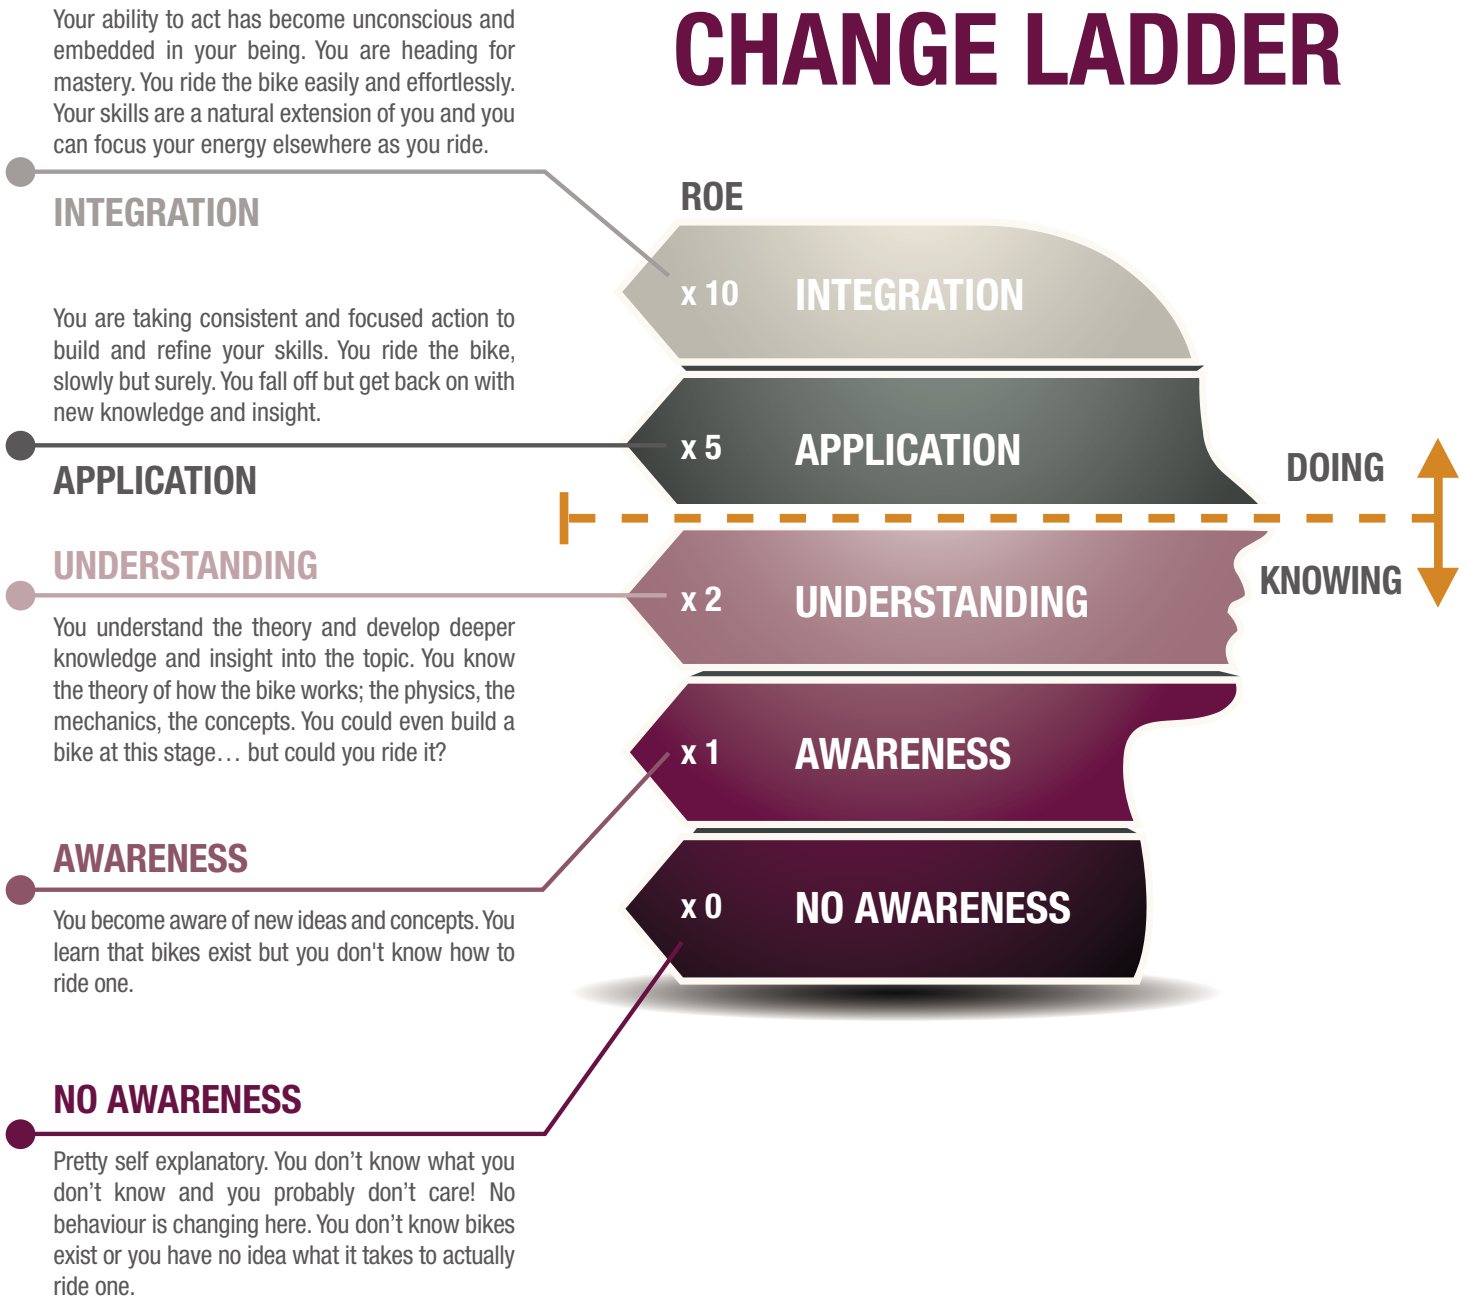 CHANGE LADDER
Your ability to act has become unconscious and
embedded in your being. You are heading for
mastery. You ride the bike easily and effortlessly.
Your skills are a natural extension of you and you
can focus your energy elsewhere as you ride.
INTEGRATION
You are taking consistent and focused action to
build and refine your skills. You ride the bike,
slowly but surely. You fall off but get back on with
new knowledge and insight.
APPLICATION
UNDERSTANDING
You understand the theory and develop deeper
knowledge and insight into the topic. You know
the theory of how the bike works; the physics, the
mechanics, the concepts. You could even build a
bike at this stage… but could you ride it?
AWARENESS
You become aware of new ideas and concepts. You
learn that bikes exist but you don't know how to
ride one.
NO AWARENESS
Pretty self explanatory. You don’t know what you
don’t know and you probably don’t care! No
behaviour is changing here. You don’t know bikes
exist or you have no idea what it takes to actually
ride one.
ROE
x 10 INTEGRATION
x 5 APPLICATION
DOING
KNOWING
x 2 UNDERSTANDING
x 1 AWARENESS
x 0 NO AWARENESS